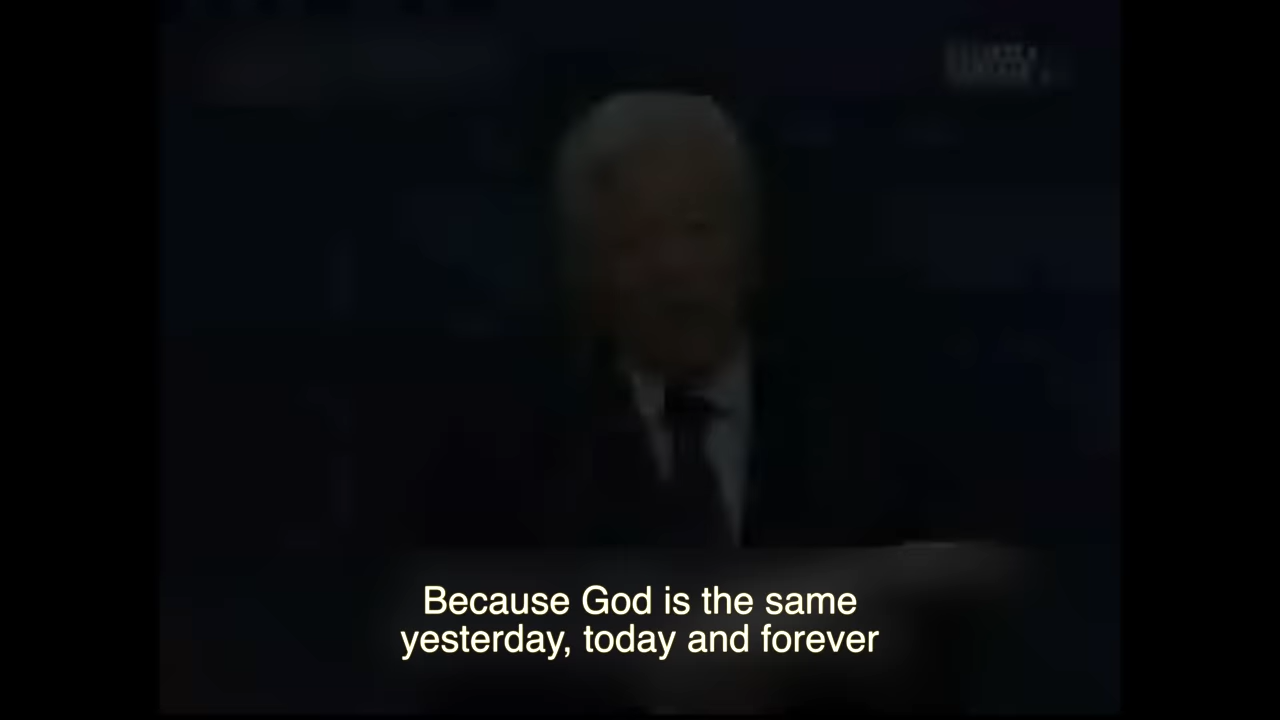 Because God is the same
yesterday, today and forever